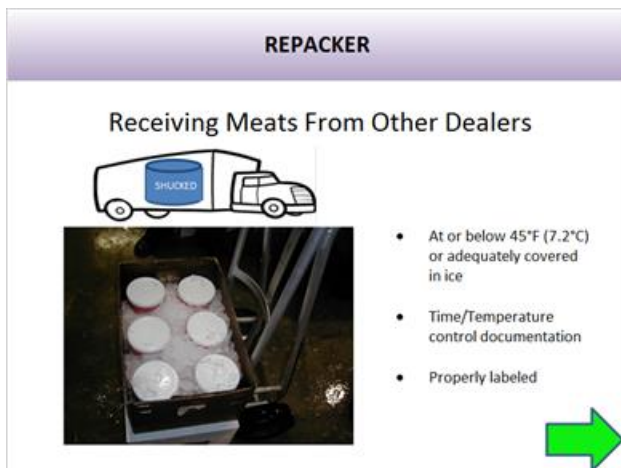 REPACKER
Receiving Meats From Other Dealers
SHUCKED
• At or below 45°F (7.2°C)
or adequately covered
in ice
• Time/Temperature
control documentation
• Properly labeled